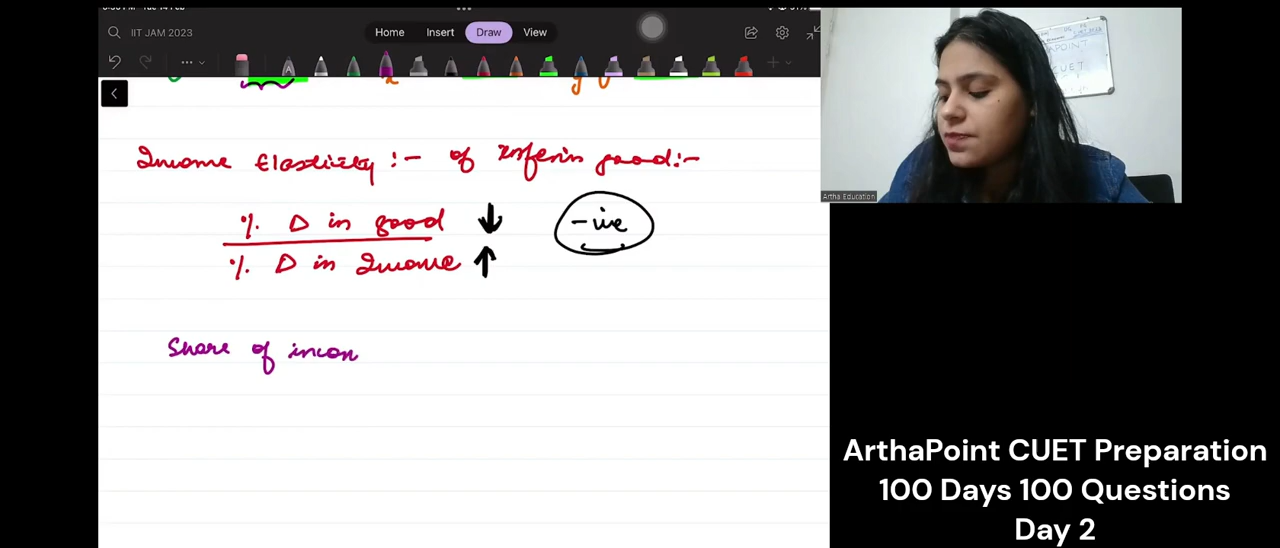 IIT JAM 2023
Home Insert Draw View
Income Elasticity :- of Inferior good :-
% Δ in good ↓ -ive
% Δ in Income ↑
Share of incom
Artha Education
ArthaPoint CUET Preparation
100 Days 100 Questions
Day 2